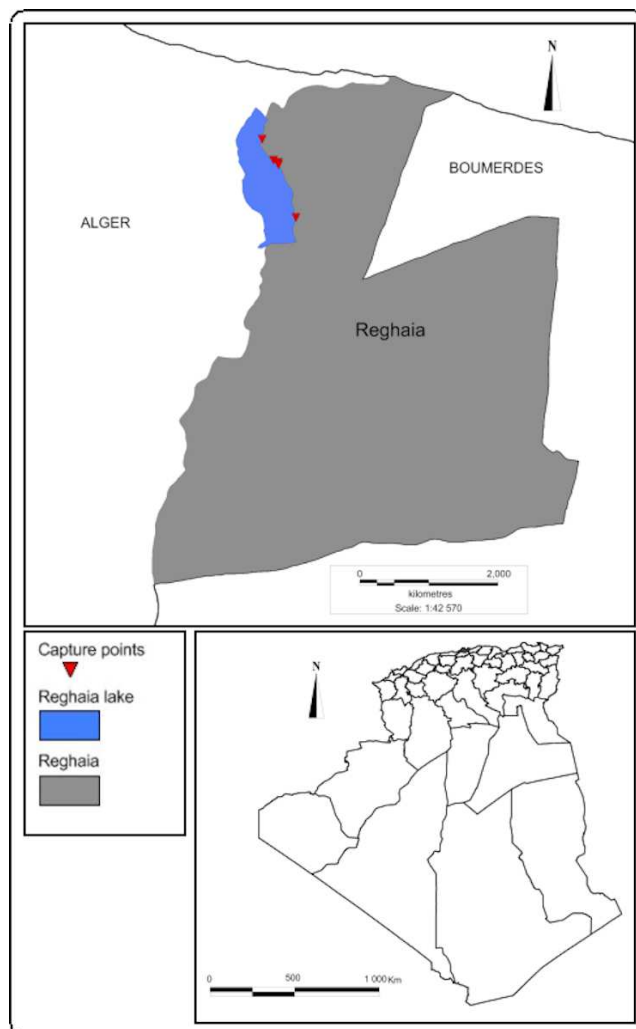 N
BOUMERDES
ALGER
Reghaia
0 2,000
kilometres
Scale: 1:42 570
Capture points
Reghaia lake
Reghaia
N
0 500 1 000 Km